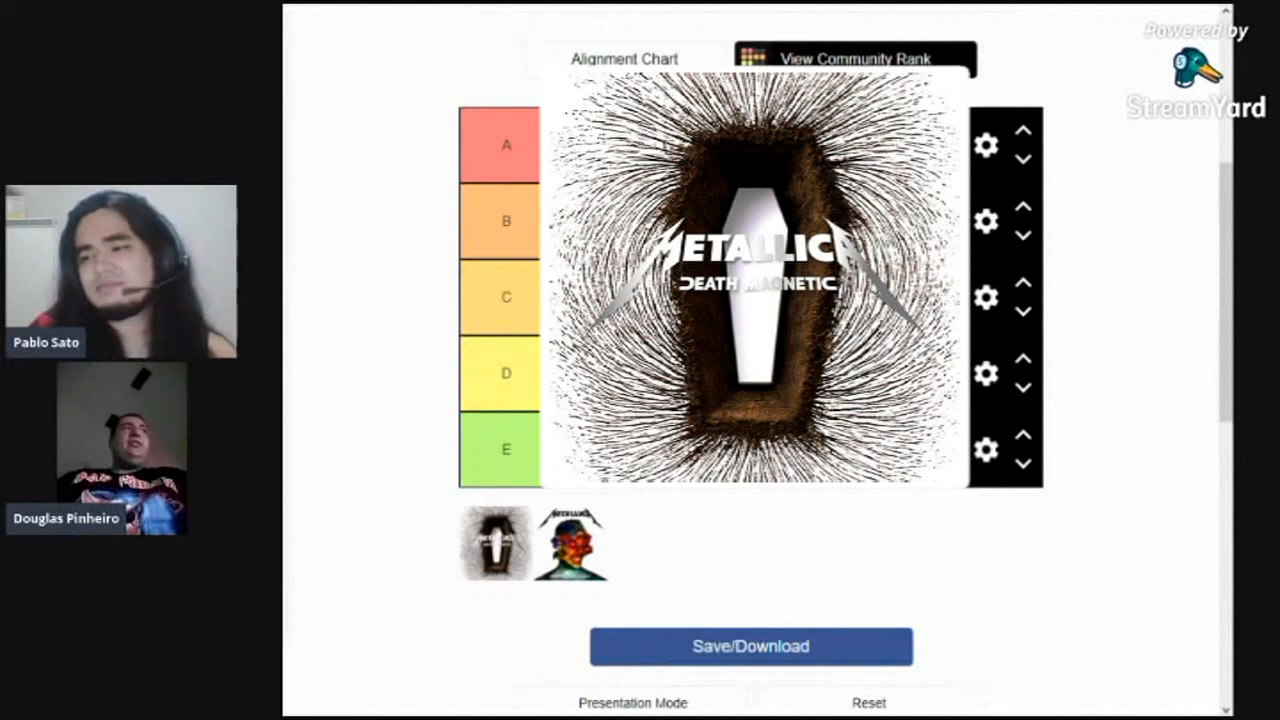 Powered by
StreamYard
Alignment Chart
View Community Rank
A
B
C
D
E
METALLICA
DEATH MAGNETIC
METALLICA
Pablo Sato
Douglas Pinheiro
Save/Download
Presentation Mode
Reset